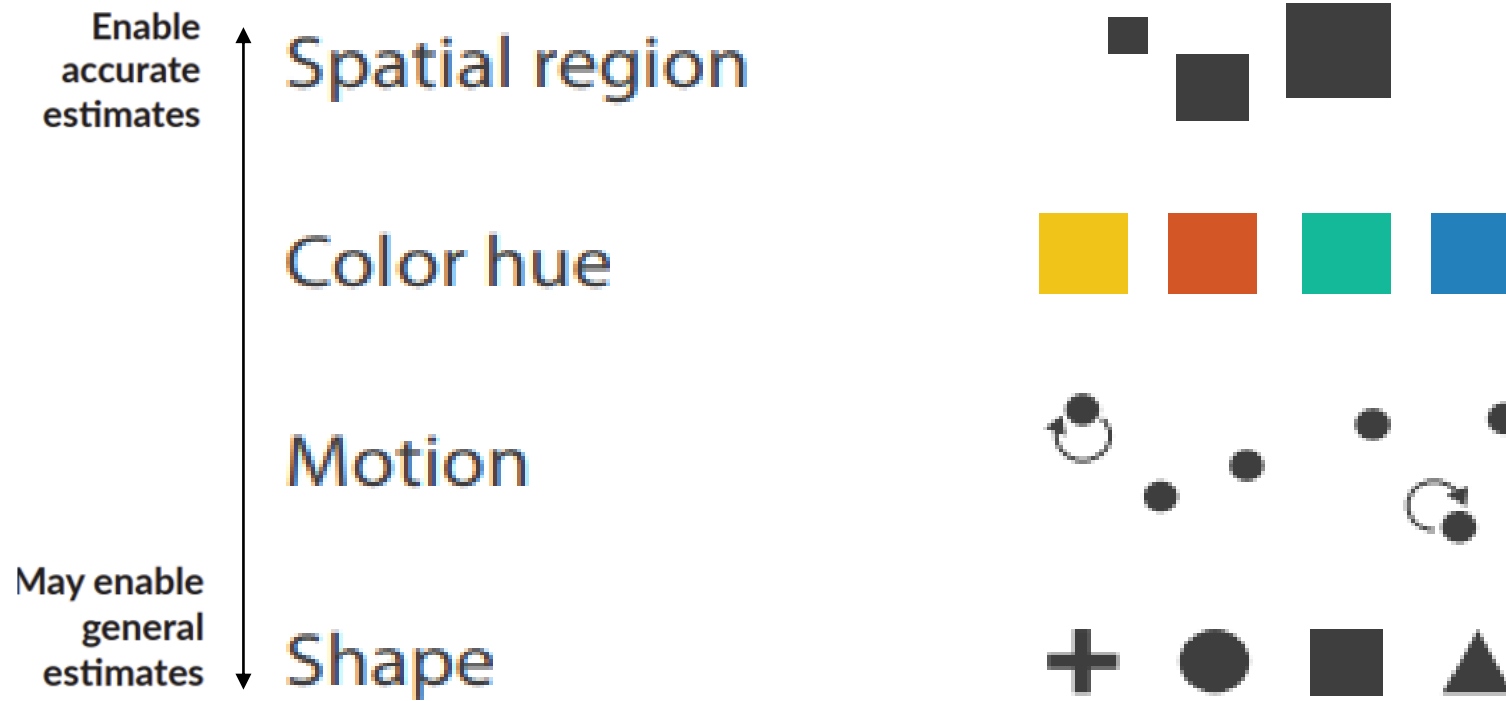 Enable
accurate
estimates
Spatial region
Color hue
Motion
May enable
general
estimates
Shape